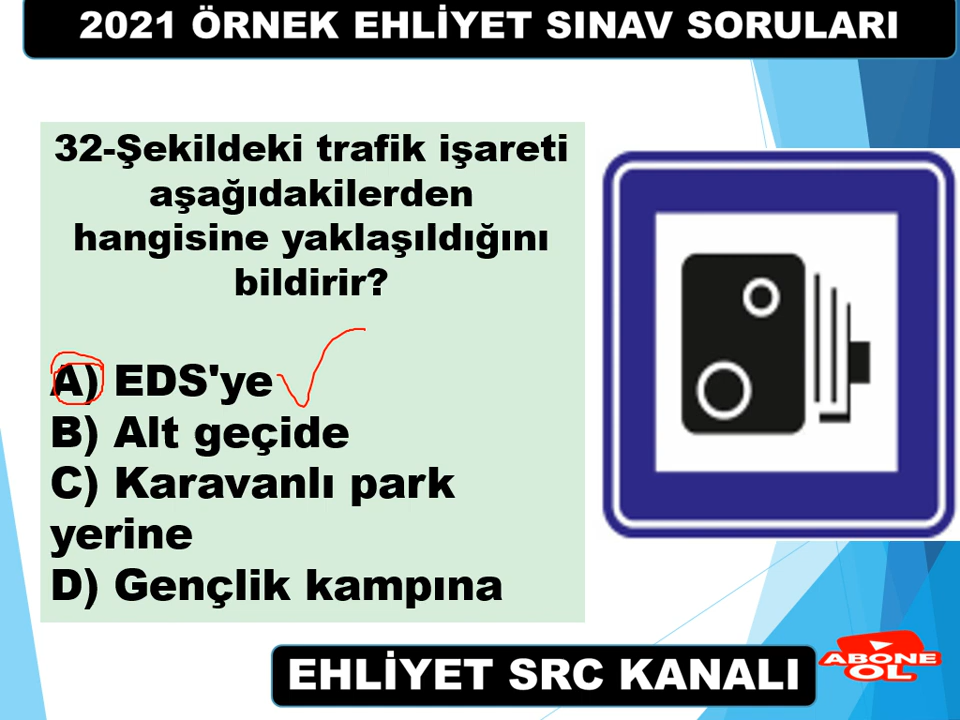 2021 ÖRNEK EHLİYET SINAV SORULARI
32-Şekildeki trafik işareti
aşağıdakilerden
hangisine yaklaşıldığını
bildirir?
A) EDS'ye
B) Alt geçide
C) Karavanlı park
yerine
D) Gençlik kampına
EHLİYET SRC KANALI
ABONE
OL